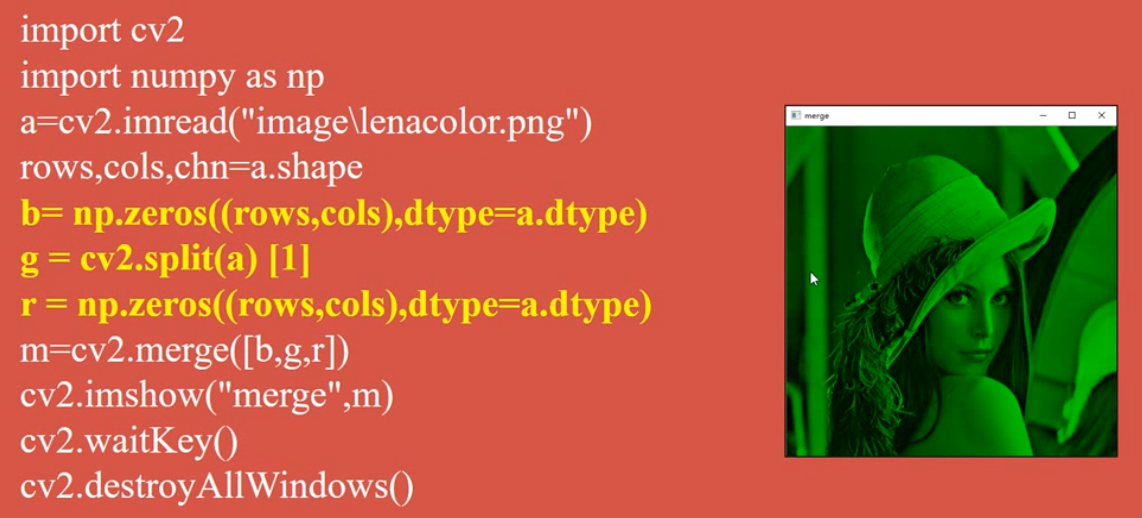 import cv2
import numpy as np
a=cv2.imread("image\lenacolor.png")
rows,cols,chn=a.shape
b= np.zeros((rows,cols),dtype=a.dtype)
g = cv2.split(a) [1]
r = np.zeros((rows,cols),dtype=a.dtype)
m=cv2.merge([b,g,r])
cv2.imshow("merge",m)
cv2.waitKey()
cv2.destroyAllWindows()
merge